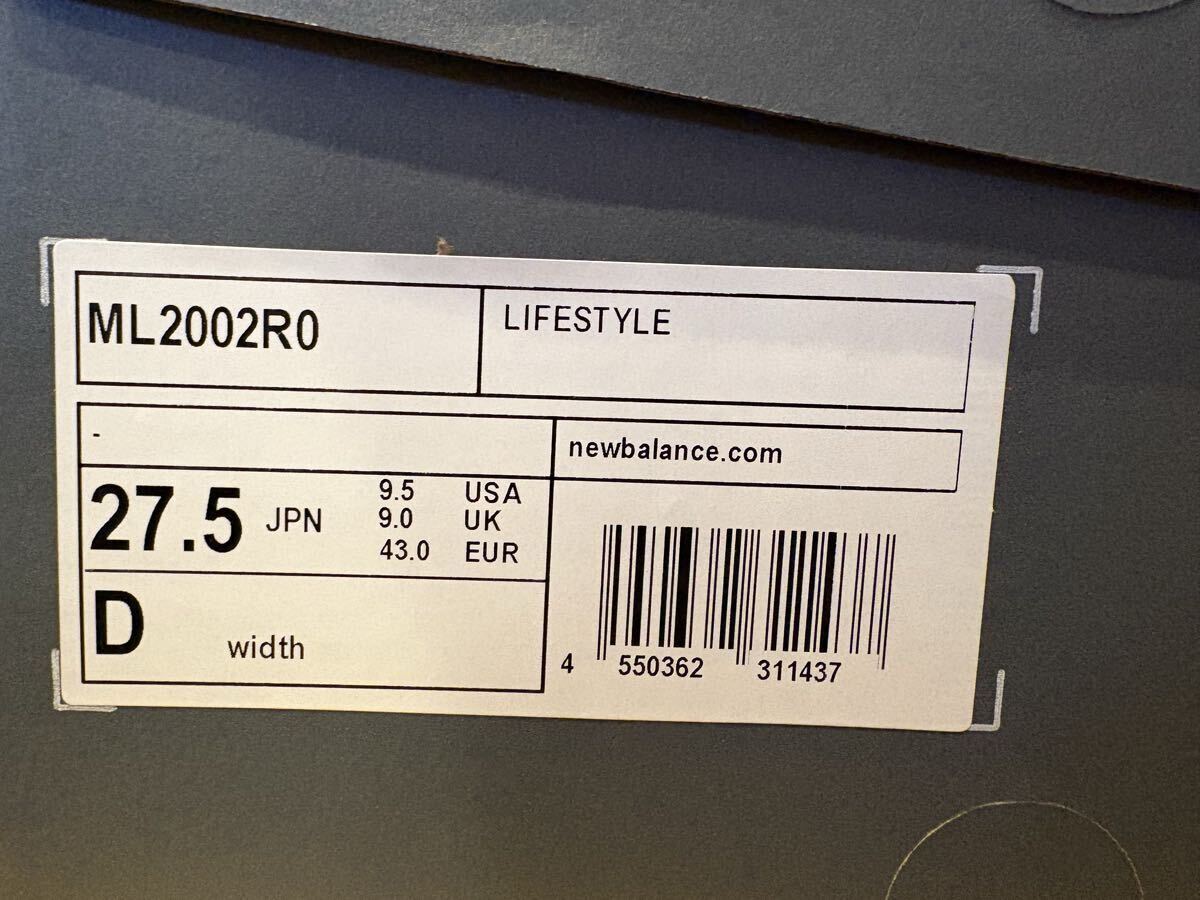 ML2002R0
LIFESTYLE
-
newbalance.com
27.5 JPN
9.5 USA
9.0 UK
43.0 EUR
D width
4 550362 311437